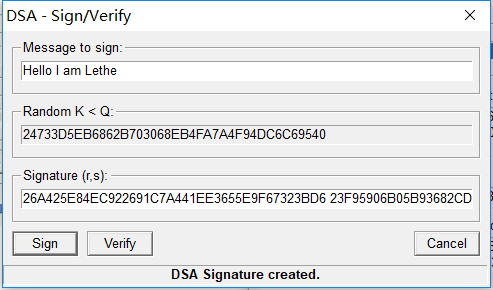 DSA - Sign/Verify
Message to sign:
Hello I am Lethe
Random K < Q:
24733D5EB6862B703068EB4FA7A4F94DC6C69540
Signature (r,s):
26A425E84EC922691C7A441EE3655E9F67323BD6 23F95906B05B93682CD
Sign Verify Cancel
DSA Signature created.